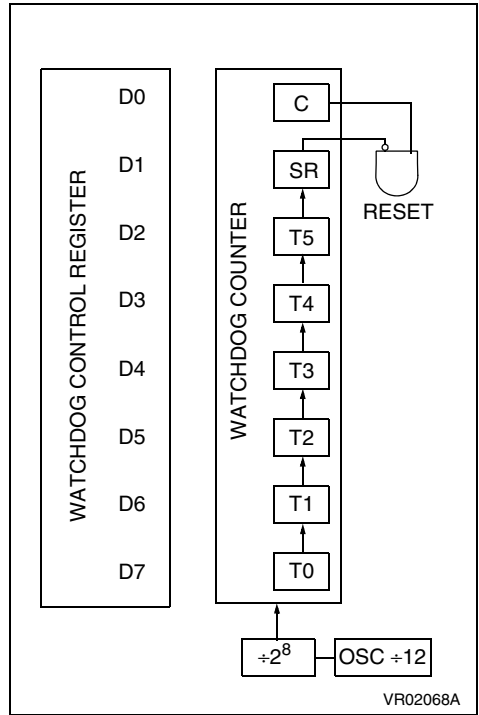 WATCHDOG CONTROL REGISTER
D0
D1
D2
D3
D4
D5
D6
D7
WATCHDOG COUNTER
C
SR
T5
T4
T3
T2
T1
T0
RESET
÷2⁸
OSC ÷12
VR02068A